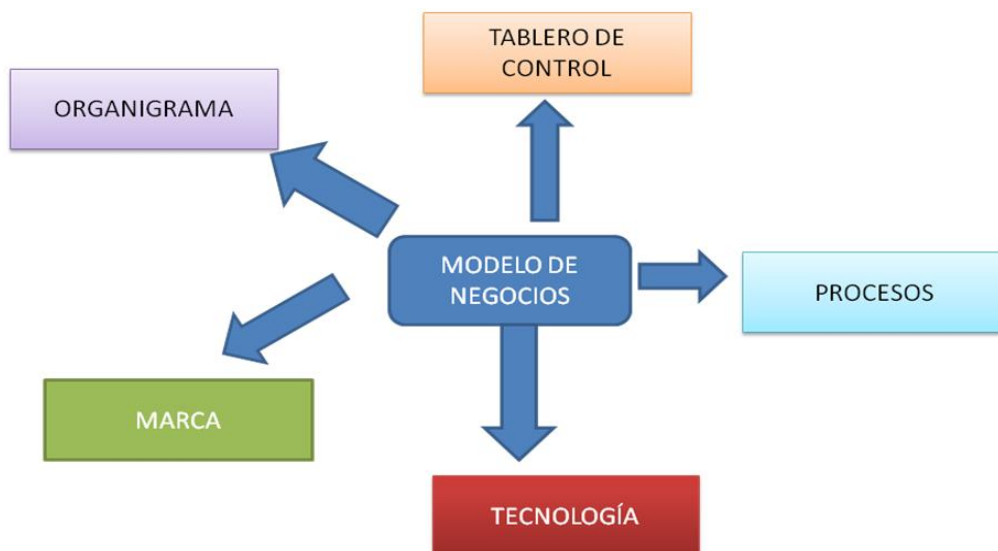 TABLERO DE
CONTROL
ORGANIGRAMA
MODELO DE
NEGOCIOS
PROCESOS
MARCA
TECNOLOGÍA